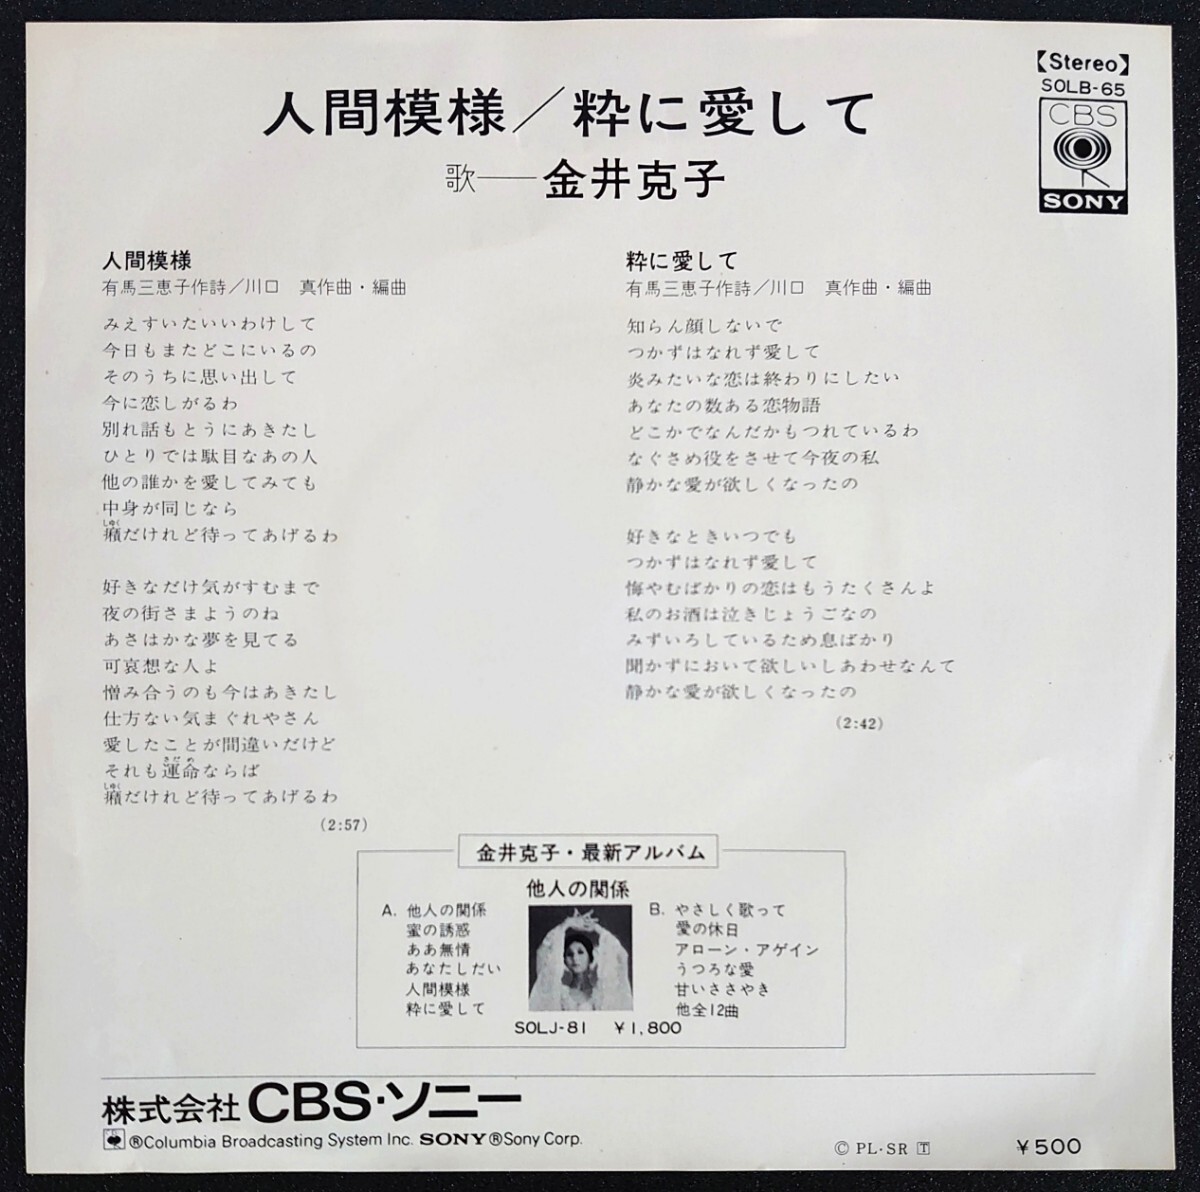 【Stereo】
SOLB-65
CBS
SONY
人間模様／粋に愛して
歌――金井克子
人間模様
有馬三恵子作詩／川口　真作曲・編曲
みえすいたいいわけして
今日もまたどこにいるの
そのうちに思い出して
今に恋しがるわ
別れ話もとうにあきたし
ひとりでは駄目なあの人
他の誰かを愛してみても
中身が同じなら
しゃく
癪だけれど待ってあげるわ
好きなだけ気がすむまで
夜の街さまようのね
あさはかな夢を見てる
可哀想な人よ
憎み合うのも今はあきたし
仕方ない気まぐれやさん
愛したことが間違いだけど
さだめ
それも運命ならば
しゃく
癪だけれど待ってあげるわ
(2:57)
粋に愛して
有馬三恵子作詩／川口　真作曲・編曲
知らん顔しないで
つかずはなれず愛して
炎みたいな恋は終わりにしたい
あなたの数ある恋物語
どこかでなんだかもつれているわ
なぐさめ役をさせて今夜の私
静かな愛が欲しくなったの
好きなときいつでも
つかずはなれず愛して
悔やむばかりの恋はもうたくさんよ
私のお酒は泣きじょうごなの
みずいろしているため息ばかり
聞かずにおいて欲しいしあわせなんて
静かな愛が欲しくなったの
(2:42)
金井克子・最新アルバム
他人の関係
A. 他人の関係
蜜の誘惑
ああ無情
あなたしだい
人間模様
粋に愛して
B. やさしく歌って
愛の休日
アローン・アゲイン
うつろな愛
甘いささやき
他全12曲
SOLJ-81 ￥1,800
株式会社 CBS・ソニー
®Columbia Broadcasting System Inc. SONY ®Sony Corp.
© PL・SR T ￥500